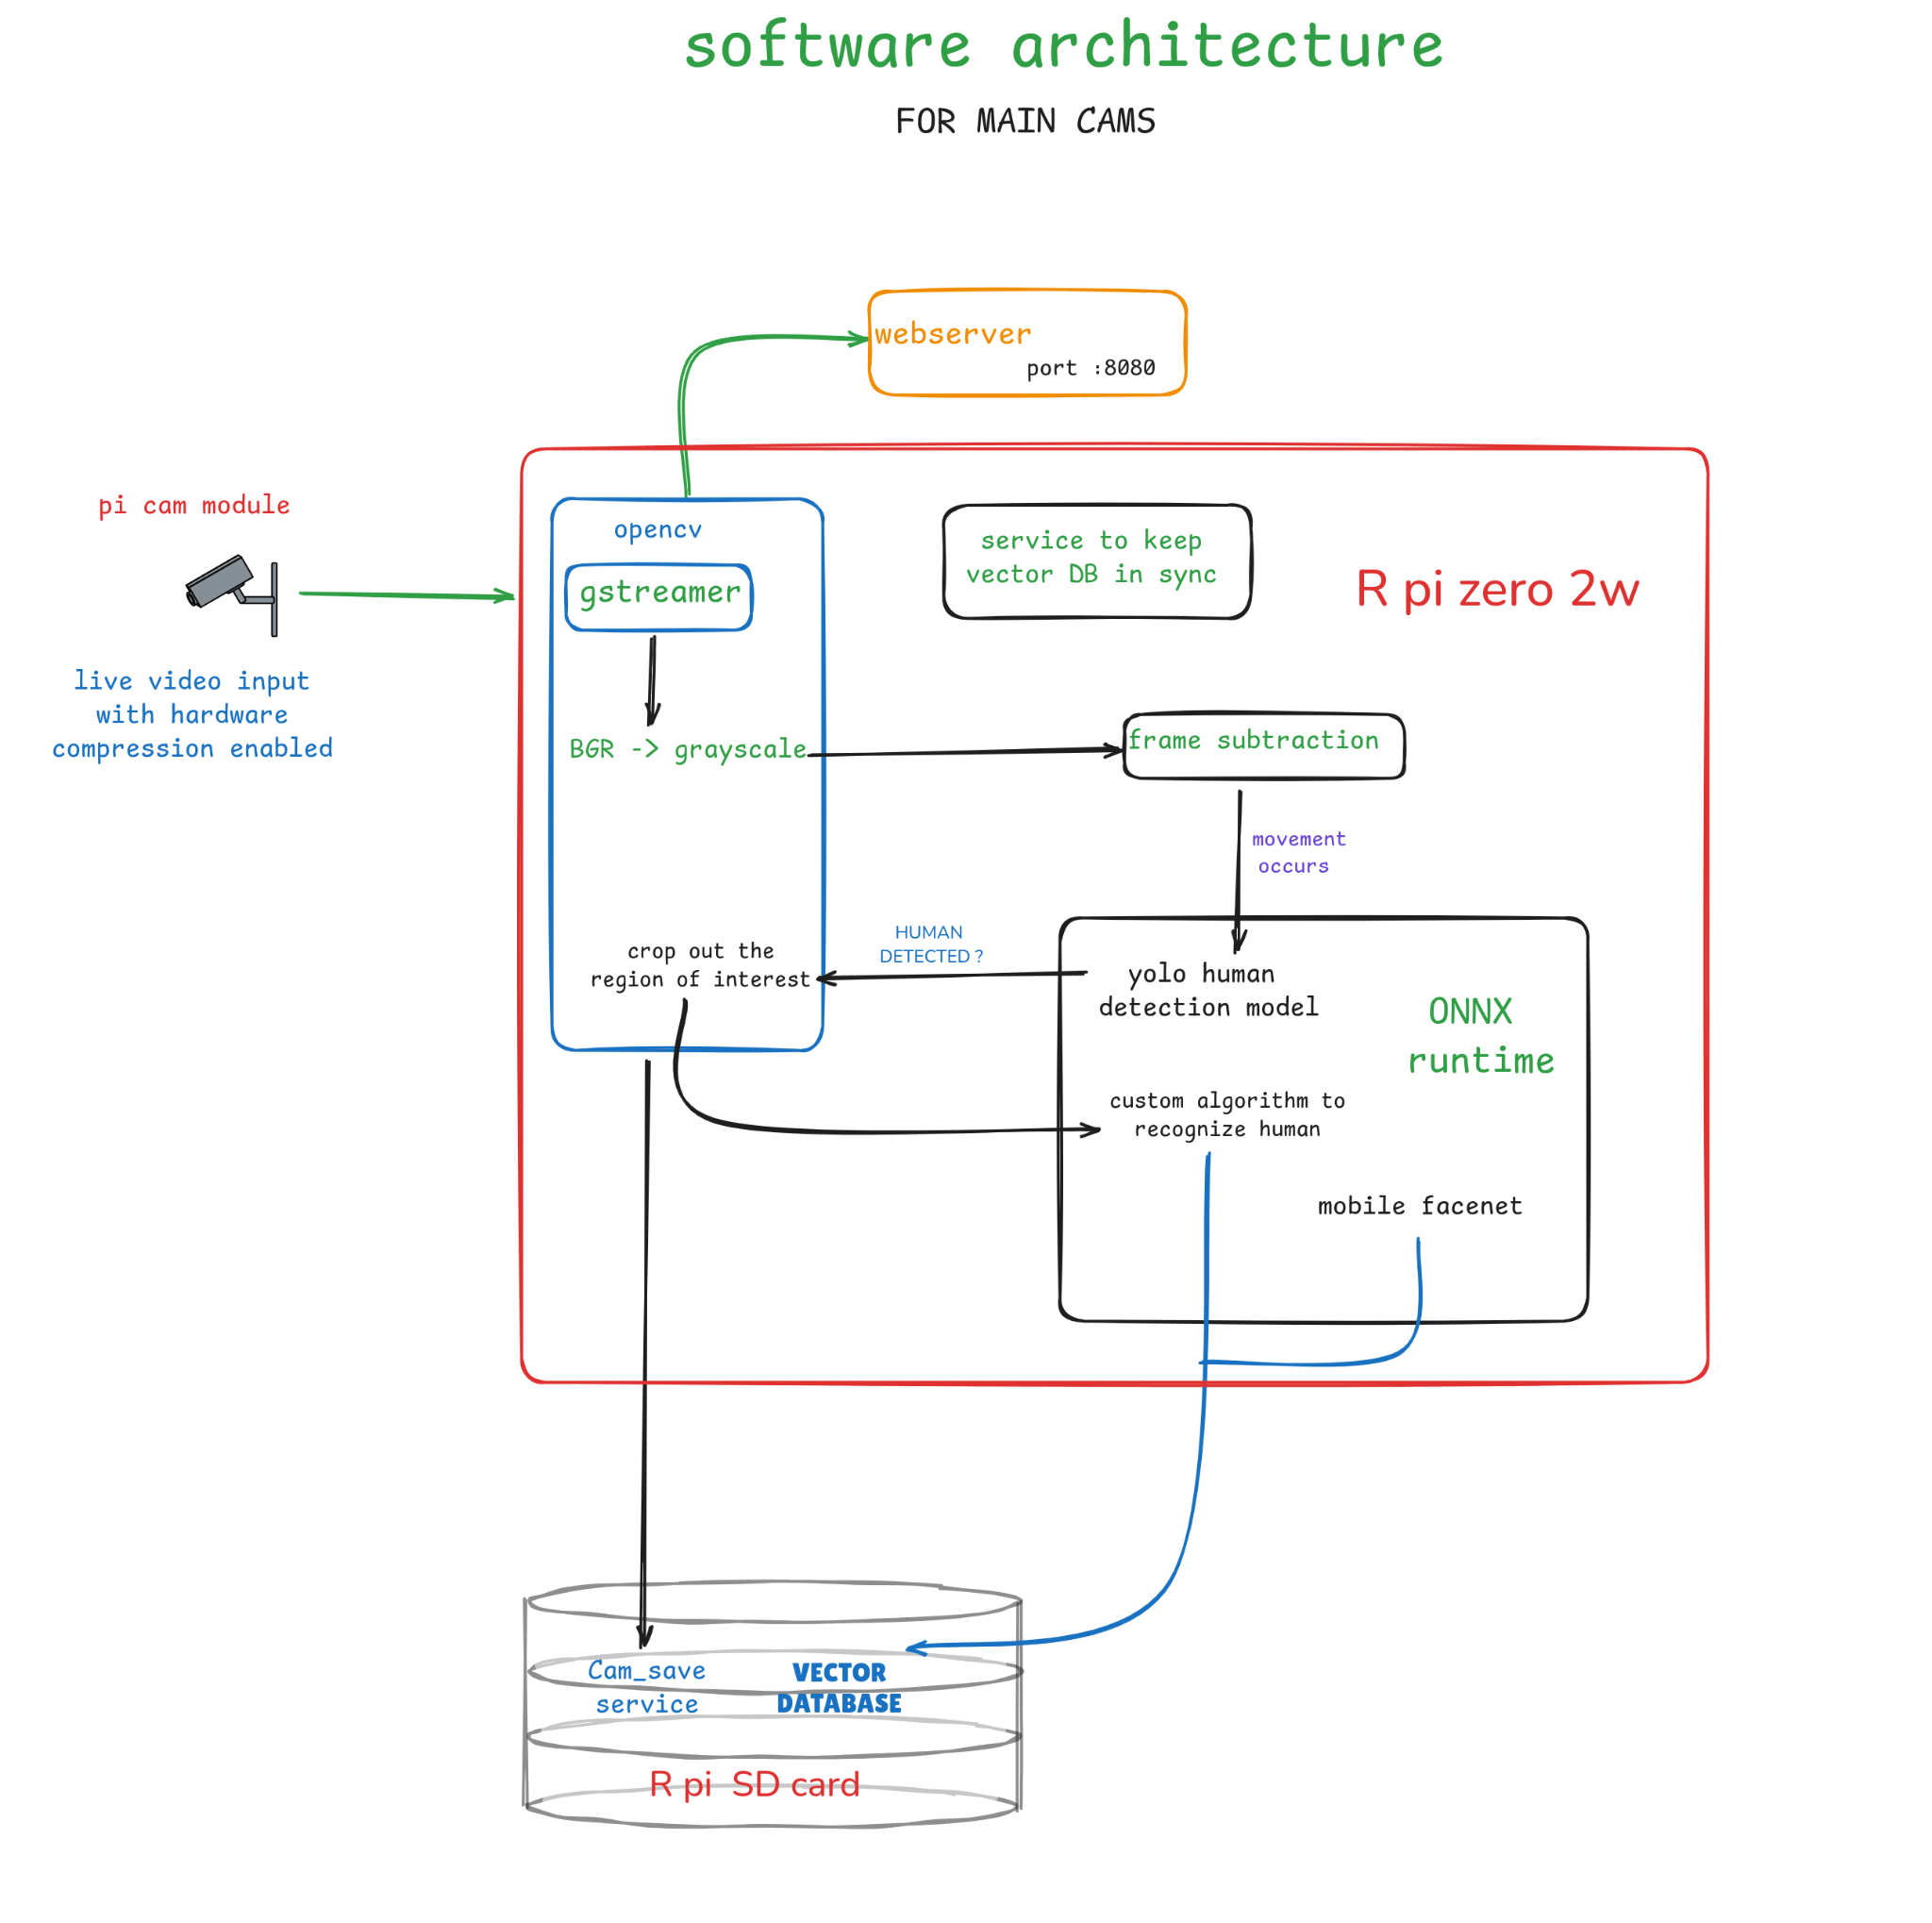 software architecture
FOR MAIN CAMS
webserver
port :8080
pi cam module
live video input
with hardware
compression enabled
opencv
gstreamer
service to keep
vector DB in sync
R pi zero 2w
BGR -> grayscale
frame subtraction
movement
occurs
HUMAN
DETECTED ?
crop out the
region of interest
yolo human
detection model
ONNX
runtime
custom algorithm to
recognize human
mobile facenet
Cam_save
service
VECTOR
DATABASE
R pi SD card